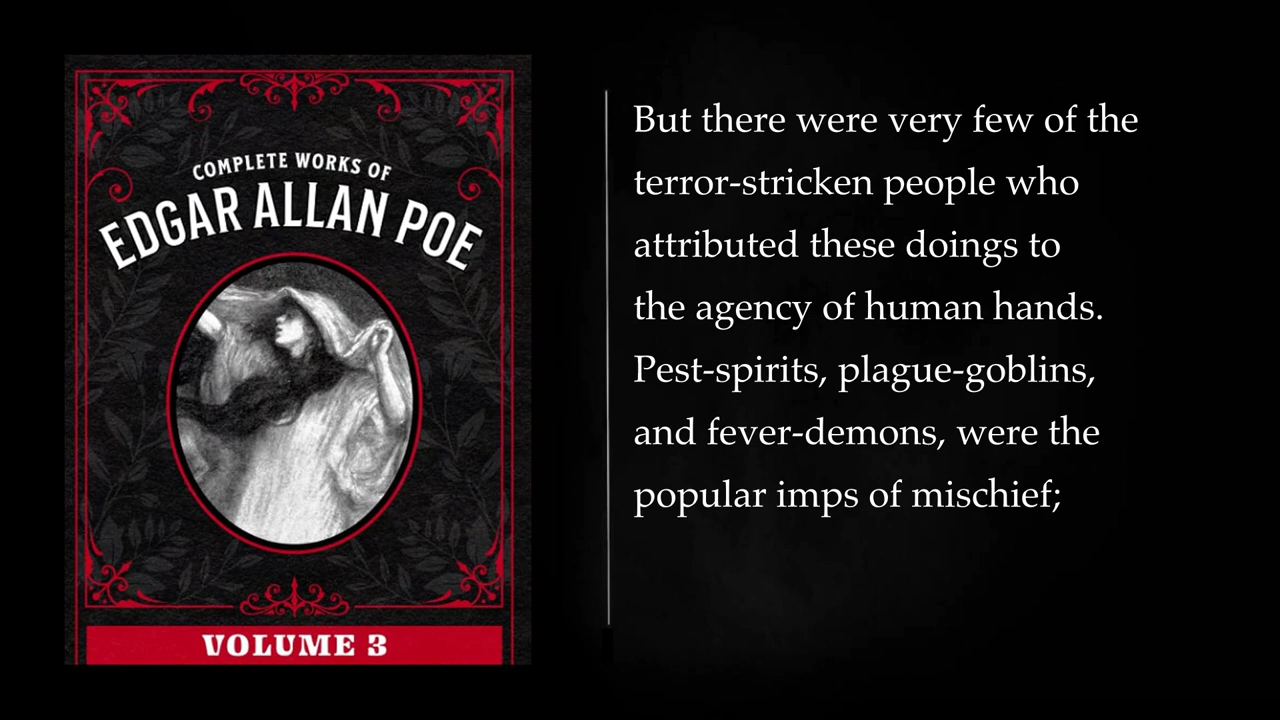 COMPLETE WORKS OF
EDGAR ALLAN POE
VOLUME 3
But there were very few of the
terror-stricken people who
attributed these doings to
the agency of human hands.
Pest-spirits, plague-goblins,
and fever-demons, were the
popular imps of mischief;